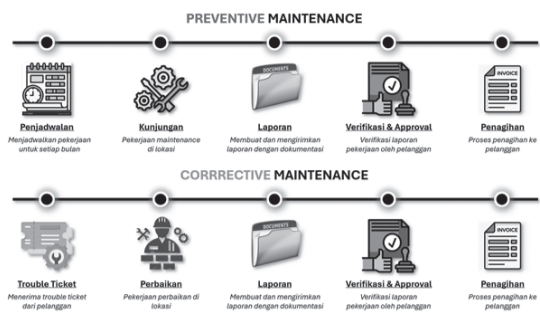 PREVENTIVE MAINTENANCE
DOCUMENTS
INVOICE
Penjadwalan
Kunjungan
Laporan
Verifikasi & Approval
Penagihan
Menjadwalkan pekerjaan
untuk setiap bulan
Pekerjaan maintenance
di lokasi
Membuat dan mengirimkan
laporan dengan dokumentasi
Verifikasi laporan
pekerjaan oleh pelanggan
Proses penagihan ke
pelanggan
CORRRECTIVE MAINTENANCE
DOCUMENTS
INVOICE
Trouble Ticket
Perbaikan
Laporan
Verifikasi & Approval
Penagihan
Menerima trouble ticket
dari pelanggan
Pekerjaan perbaikan di
lokasi
Membuat dan mengirimkan
laporan dengan dokumentasi
Verifikasi laporan
pekerjaan oleh pelanggan
Proses penagihan ke
pelanggan